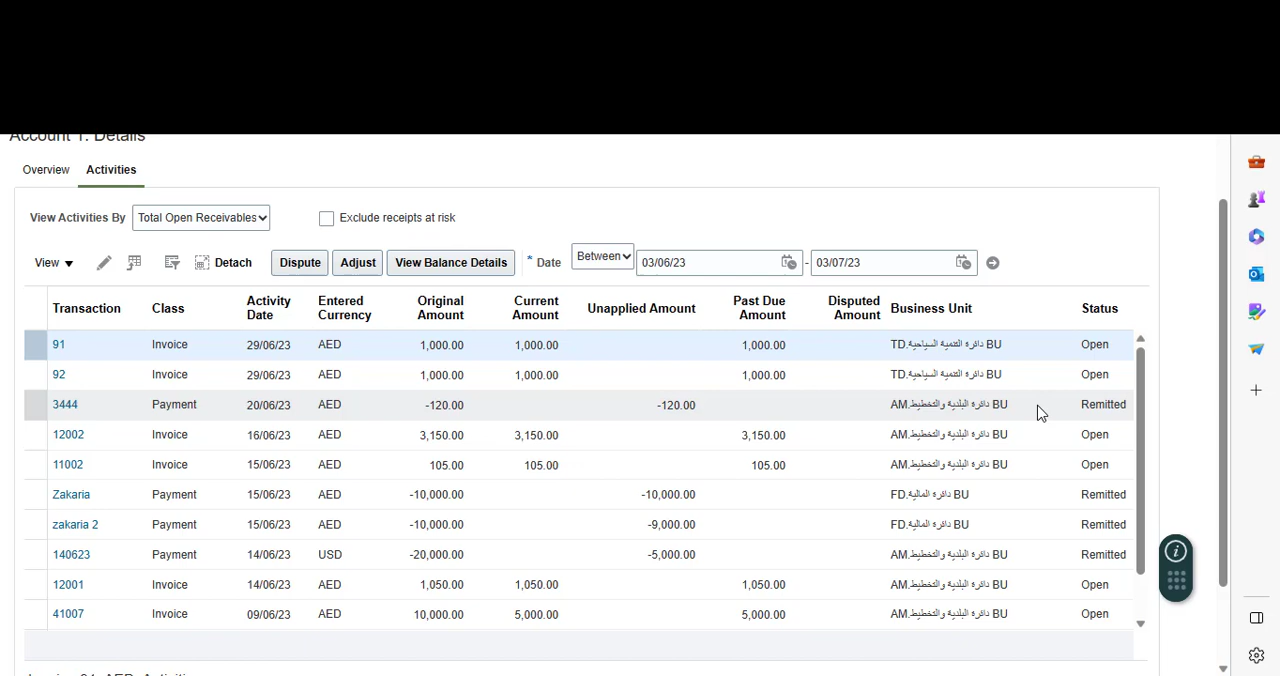 Account 1: Details
Overview Activities
View Activities By Total Open Receivables Exclude receipts at risk
View Detach Dispute Adjust View Balance Details * Date Between 03/06/23 - 03/07/23
Transaction Class Activity Date Entered Currency Original Amount Current Amount Unapplied Amount Past Due Amount Disputed Amount Business Unit Status
91 Invoice 29/06/23 AED 1,000.00 1,000.00 1,000.00 TD.دائرة التنمية السياحية BU Open
92 Invoice 29/06/23 AED 1,000.00 1,000.00 1,000.00 TD.دائرة التنمية السياحية BU Open
3444 Payment 20/06/23 AED -120.00 -120.00 AM.دائرة البلدية والتخطيط BU Remitted
12002 Invoice 16/06/23 AED 3,150.00 3,150.00 3,150.00 AM.دائرة البلدية والتخطيط BU Open
11002 Invoice 15/06/23 AED 105.00 105.00 105.00 AM.دائرة البلدية والتخطيط BU Open
Zakaria Payment 15/06/23 AED -10,000.00 -10,000.00 FD.دائرة المالية BU Remitted
zakaria 2 Payment 15/06/23 AED -10,000.00 -9,000.00 FD.دائرة المالية BU Remitted
140623 Payment 14/06/23 USD -20,000.00 -5,000.00 AM.دائرة البلدية والتخطيط BU Remitted
12001 Invoice 14/06/23 AED 1,050.00 1,050.00 1,050.00 AM.دائرة البلدية والتخطيط BU Open
41007 Invoice 09/06/23 AED 10,000.00 5,000.00 5,000.00 AM.دائرة البلدية والتخطيط BU Open